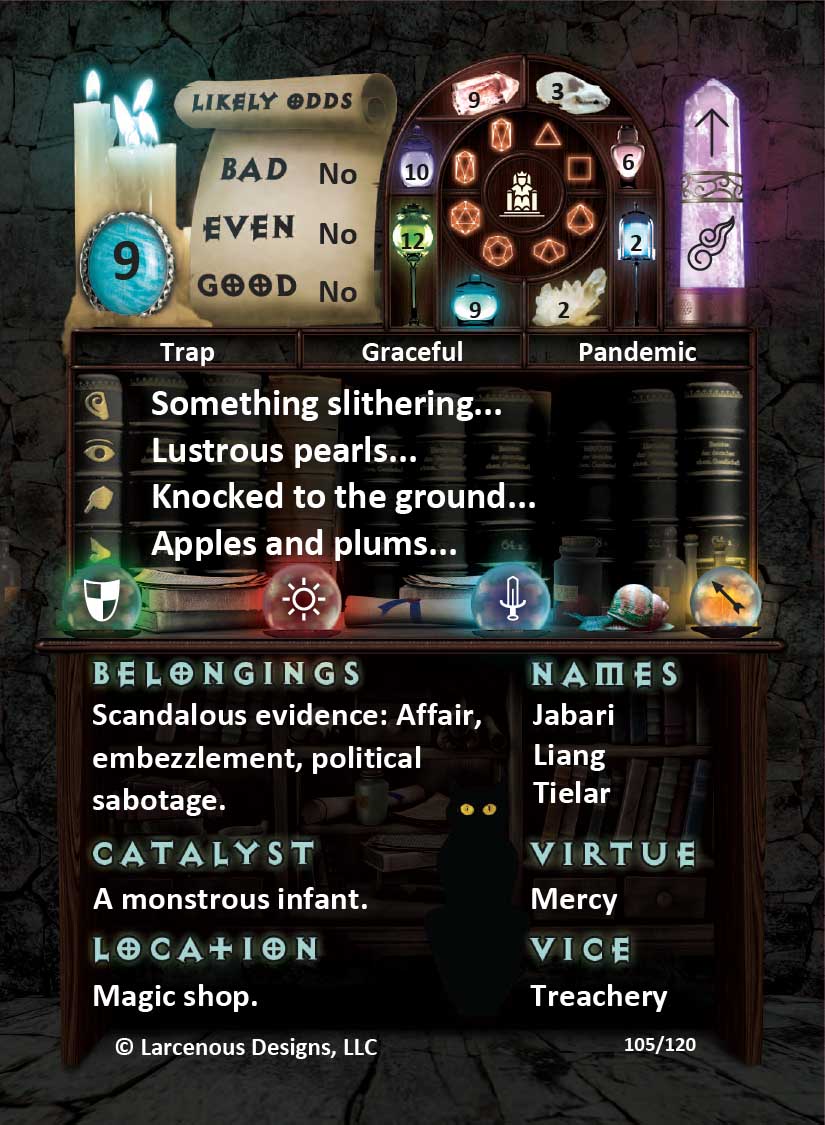 LIKELY ODDS
BAD No
EVEN No
GOOD No
9
9
3
10
6
12
2
9
2
Trap Graceful Pandemic
Something slithering...
Lustrous pearls...
Knocked to the ground...
Apples and plums...
BELONGINGS
Scandalous evidence: Affair,
embezzlement, political
sabotage.
NAMES
Jabari
Liang
Tielar
CATALYST
A monstrous infant.
VIRTUE
Mercy
LOCATION
Magic shop.
VICE
Treachery
© Larcenous Designs, LLC
105/120